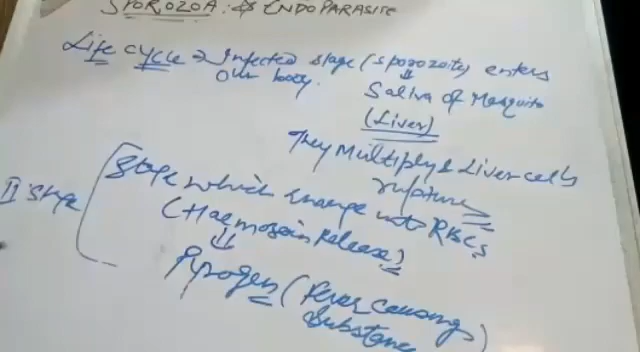 SPOROZOA : ENDOPARASITE
Life cycle → Infected stage (sporozoite) enters
our body.
Saliva of Mosquito
(Liver)
They Multiply & Liver cells
rupture
II stage
stage which change into RBCs
(Haemozoin Release)
Pyrogen (Fever causing
Substance)